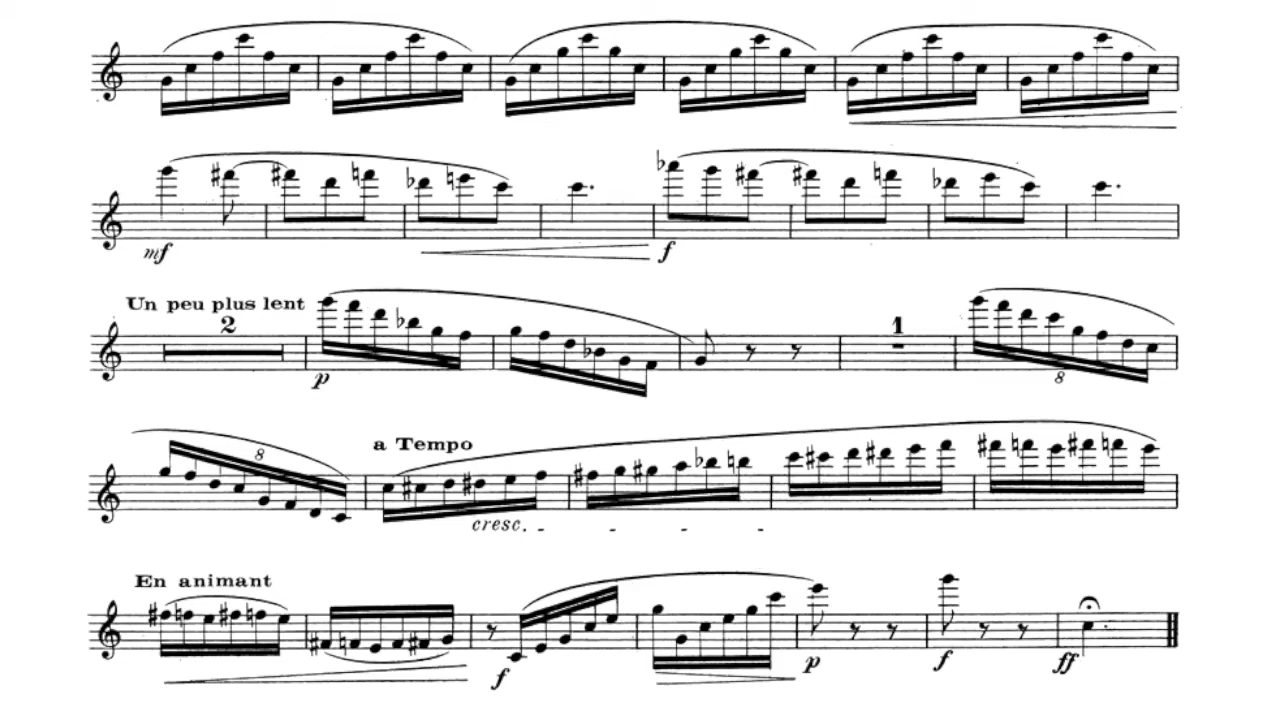 mf f
Un peu plus lent
2 1
p 8
8 a Tempo
cresc. - - -
En animant
f p f ff